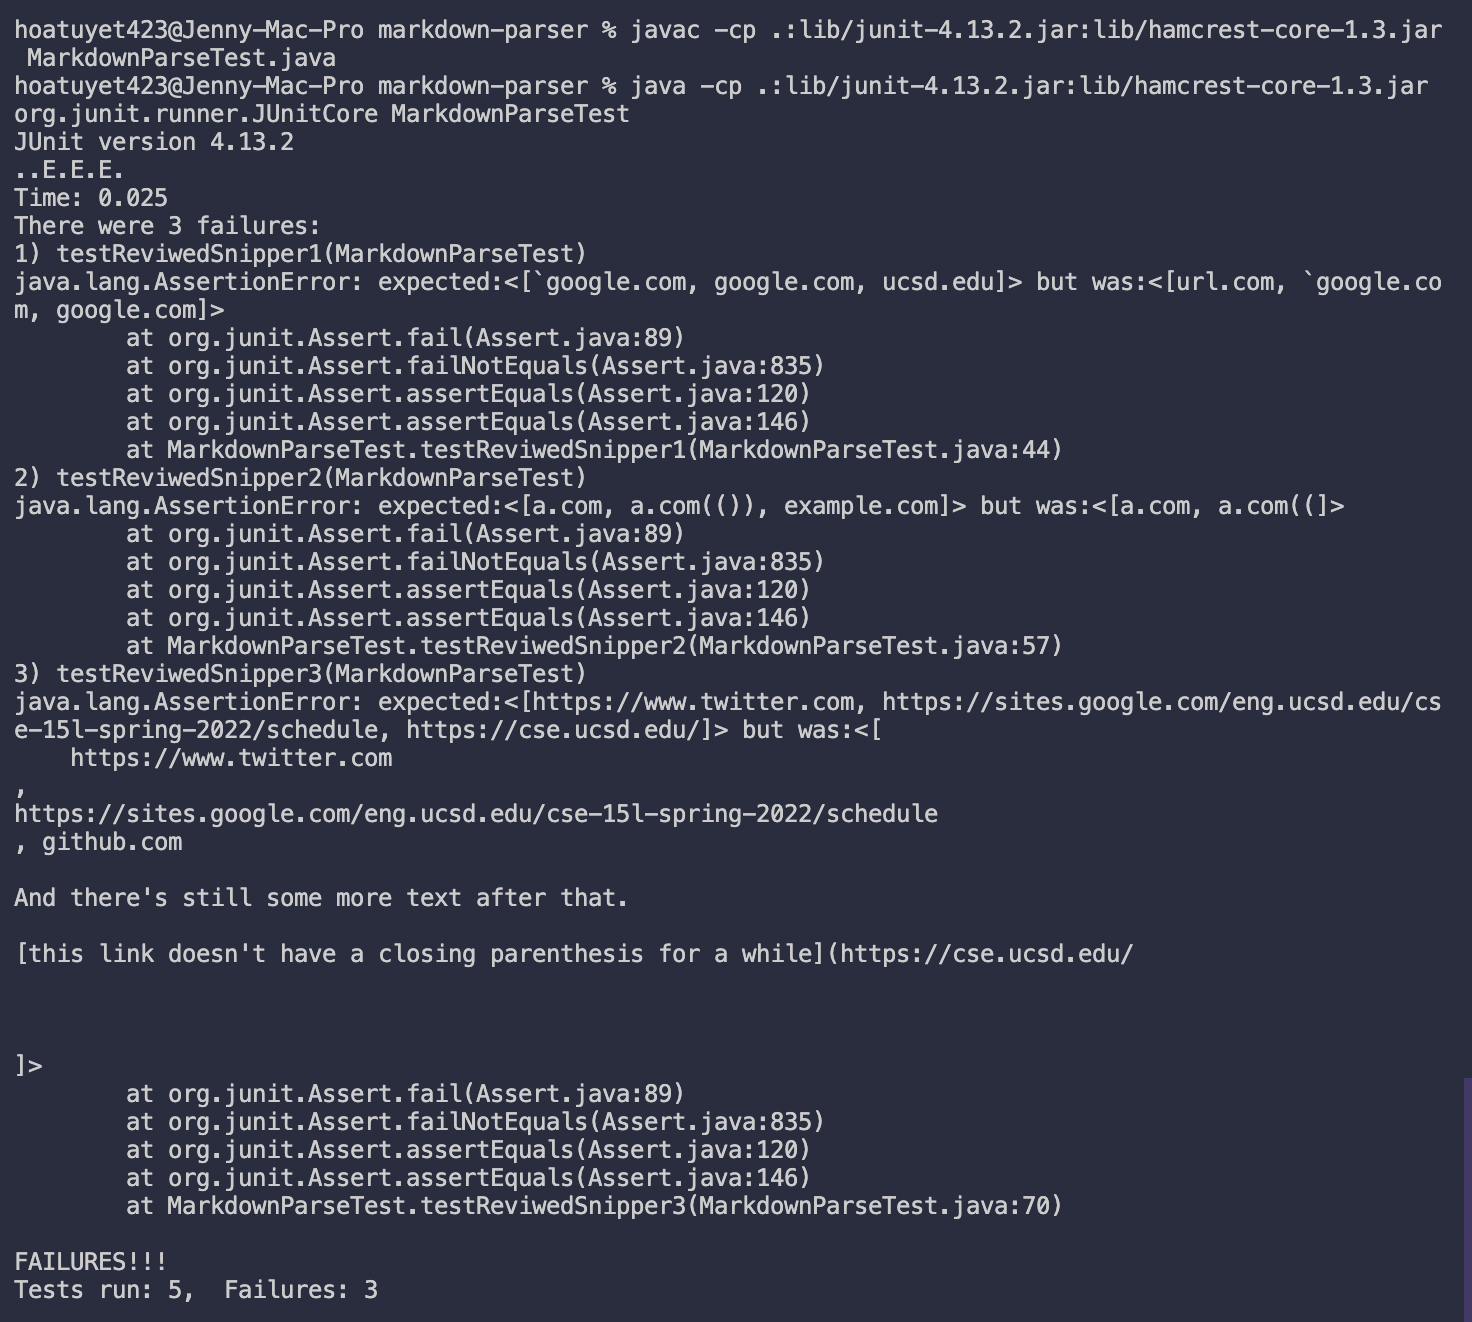 hoatuyet423@Jenny-Mac-Pro markdown-parser % javac -cp .:lib/junit-4.13.2.jar:lib/hamcrest-core-1.3.jar
 MarkdownParseTest.java
hoatuyet423@Jenny-Mac-Pro markdown-parser % java -cp .:lib/junit-4.13.2.jar:lib/hamcrest-core-1.3.jar
org.junit.runner.JUnitCore MarkdownParseTest
JUnit version 4.13.2
..E.E.E.
Time: 0.025
There were 3 failures:
1) testReviwedSnipper1(MarkdownParseTest)
java.lang.AssertionError: expected:<[`google.com, google.com, ucsd.edu]> but was:<[url.com, `google.co
m, google.com]>
        at org.junit.Assert.fail(Assert.java:89)
        at org.junit.Assert.failNotEquals(Assert.java:835)
        at org.junit.Assert.assertEquals(Assert.java:120)
        at org.junit.Assert.assertEquals(Assert.java:146)
        at MarkdownParseTest.testReviwedSnipper1(MarkdownParseTest.java:44)
2) testReviwedSnipper2(MarkdownParseTest)
java.lang.AssertionError: expected:<[a.com, a.com(()), example.com]> but was:<[a.com, a.com((]>
        at org.junit.Assert.fail(Assert.java:89)
        at org.junit.Assert.failNotEquals(Assert.java:835)
        at org.junit.Assert.assertEquals(Assert.java:120)
        at org.junit.Assert.assertEquals(Assert.java:146)
        at MarkdownParseTest.testReviwedSnipper2(MarkdownParseTest.java:57)
3) testReviwedSnipper3(MarkdownParseTest)
java.lang.AssertionError: expected:<[https://www.twitter.com, https://sites.google.com/eng.ucsd.edu/cs
e-15l-spring-2022/schedule, https://cse.ucsd.edu/]> but was:<[
    https://www.twitter.com
,
https://sites.google.com/eng.ucsd.edu/cse-15l-spring-2022/schedule
, github.com

And there's still some more text after that.

[this link doesn't have a closing parenthesis for a while](https://cse.ucsd.edu/



]>
        at org.junit.Assert.fail(Assert.java:89)
        at org.junit.Assert.failNotEquals(Assert.java:835)
        at org.junit.Assert.assertEquals(Assert.java:120)
        at org.junit.Assert.assertEquals(Assert.java:146)
        at MarkdownParseTest.testReviwedSnipper3(MarkdownParseTest.java:70)

FAILURES!!!
Tests run: 5,  Failures: 3